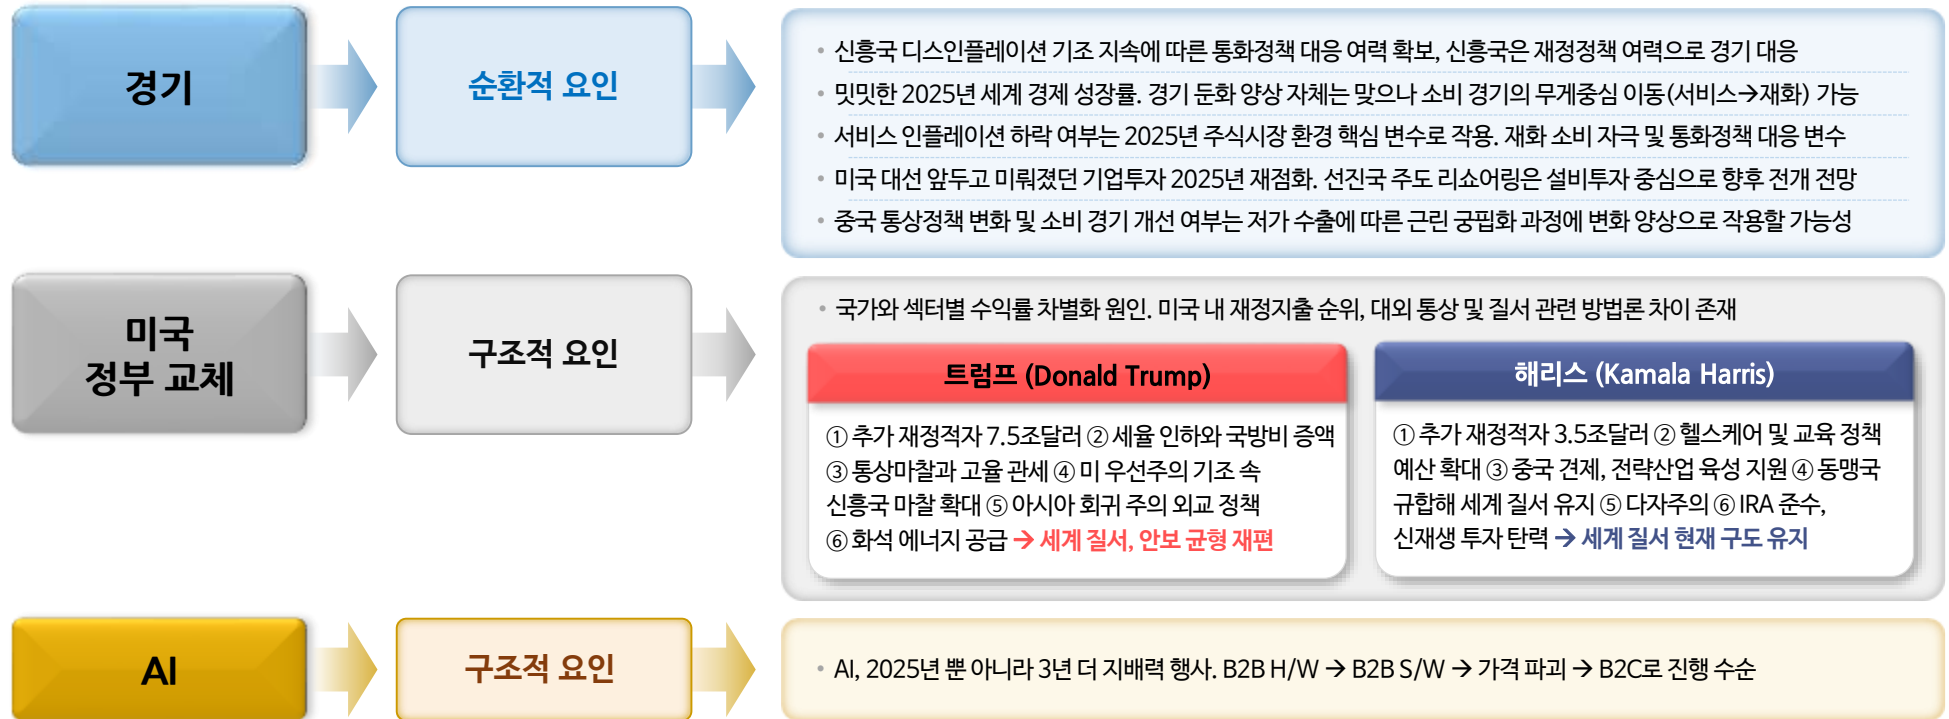 경기
순환적 요인
• 신흥국 디스인플레이션 기조 지속에 따른 통화정책 대응 여력 확보, 신흥국은 재정정책 여력으로 경기 대응
• 밋밋한 2025년 세계 경제 성장률. 경기 둔화 양상 자체는 맞으나 소비 경기의 무게중심 이동(서비스→재화) 가능
• 서비스 인플레이션 하락 여부는 2025년 주식시장 환경 핵심 변수로 작용. 재화 소비 자극 및 통화정책 대응 변수
• 미국 대선 앞두고 미뤄졌던 기업투자 2025년 재점화. 선진국 주도 리쇼어링은 설비투자 중심으로 향후 전개 전망
• 중국 통상정책 변화 및 소비 경기 개선 여부는 저가 수출에 따른 근린 궁핍화 과정에 변화 양상으로 작용할 가능성
미국
정부 교체
구조적 요인
• 국가와 섹터별 수익률 차별화 원인. 미국 내 재정지출 순위, 대외 통상 및 질서 관련 방법론 차이 존재
트럼프 (Donald Trump)
① 추가 재정적자 7.5조달러 ② 세율 인하와 국방비 증액
③ 통상마찰과 고율 관세 ④ 미 우선주의 기조 속
신흥국 마찰 확대 ⑤ 아시아 회귀 주의 외교 정책
⑥ 화석 에너지 공급 → 세계 질서, 안보 균형 재편
해리스 (Kamala Harris)
① 추가 재정적자 3.5조달러 ② 헬스케어 및 교육 정책
예산 확대 ③ 중국 견제, 전략산업 육성 지원 ④ 동맹국
규합해 세계 질서 유지 ⑤ 다자주의 ⑥ IRA 준수,
신재생 투자 탄력 → 세계 질서 현재 구도 유지
AI
구조적 요인
• AI, 2025년 뿐 아니라 3년 더 지배력 행사. B2B H/W → B2B S/W → 가격 파괴 → B2C로 진행 수순